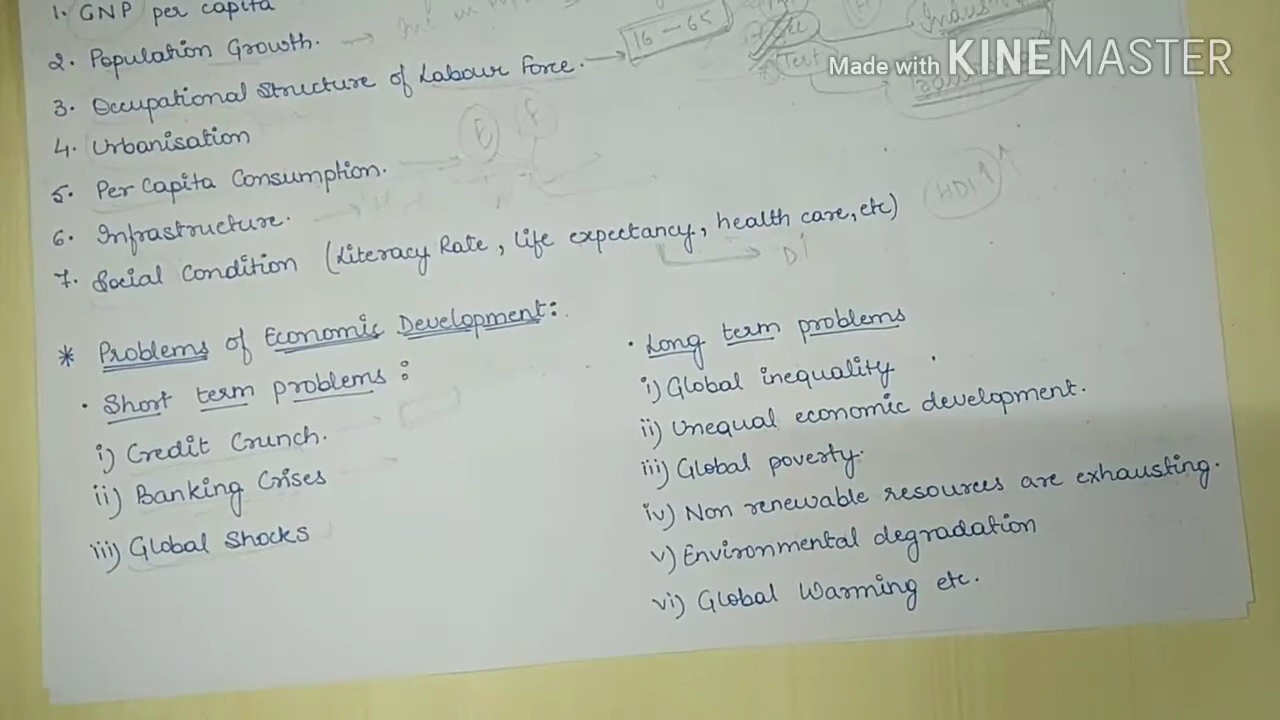 1. GNP per capita
2. Population Growth.
16-65
Made with KINEMASTER
3. Occupational Structure of Labour Force.
4. Urbanisation
5. Per Capita Consumption.
6. Infrastructure.
HDI
7. Social Condition (Literacy Rate, life expectancy, health care, etc)
* Problems of Economic Development:
· Short term problems:
i) Credit Crunch.
ii) Banking Crises
iii) Global Shocks
· Long term problems
i) Global inequality
ii) Unequal economic development.
iii) Global poverty.
iv) Non renewable resources are exhausting.
v) Environmental degradation
vi) Global Warming etc.